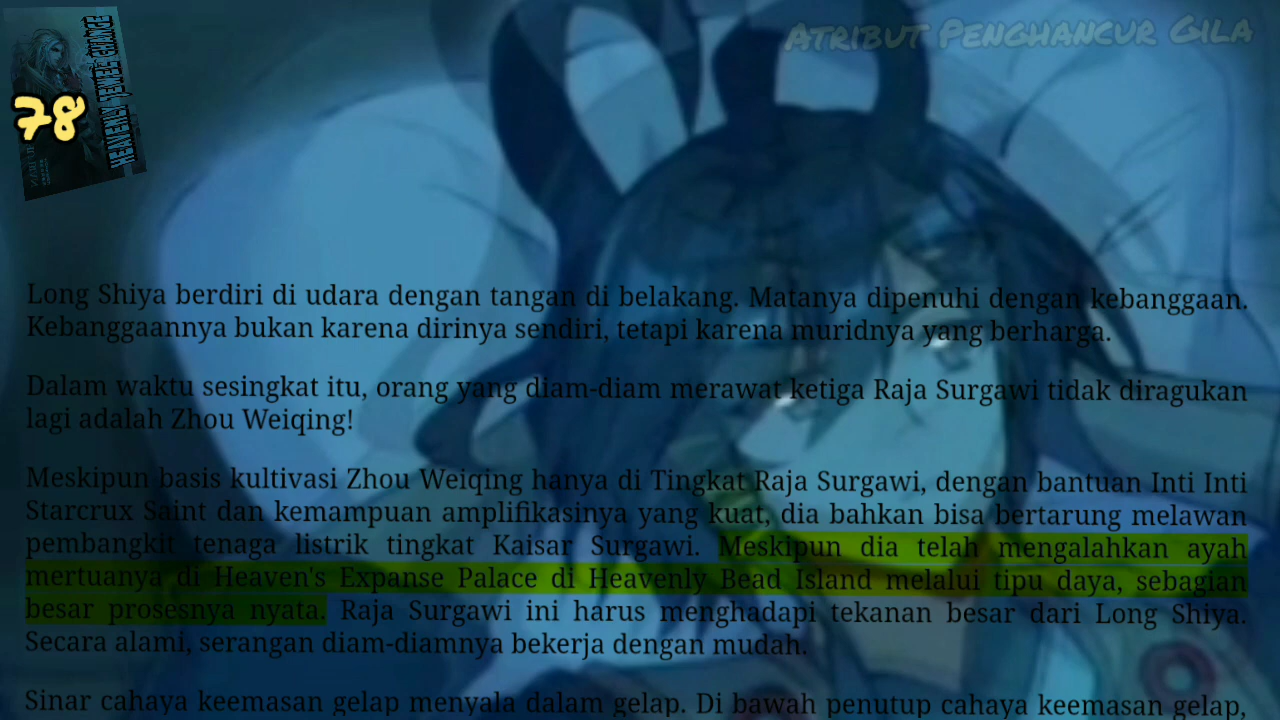 HEAVENLY JEWEL CHANGE
78
Atribut Penghancur Gila
Long Shiya berdiri di udara dengan tangan di belakang. Matanya dipenuhi dengan kebanggaan.
Kebanggaannya bukan karena dirinya sendiri, tetapi karena muridnya yang berharga.
Dalam waktu sesingkat itu, orang yang diam-diam merawat ketiga Raja Surgawi tidak diragukan
lagi adalah Zhou Weiqing!
Meskipun basis kultivasi Zhou Weiqing hanya di Tingkat Raja Surgawi, dengan bantuan Inti Inti
Starcrux Saint dan kemampuan amplifikasinya yang kuat, dia bahkan bisa bertarung melawan
pembangkit tenaga listrik tingkat Kaisar Surgawi. Meskipun dia telah mengalahkan ayah
mertuanya di Heaven's Expanse Palace di Heavenly Bead Island melalui tipu daya, sebagian
besar prosesnya nyata. Raja Surgawi ini harus menghadapi tekanan besar dari Long Shiya.
Secara alami, serangan diam-diamnya bekerja dengan mudah.
Sinar cahaya keemasan gelap menyala dalam gelap. Di bawah penutup cahaya keemasan gelap,